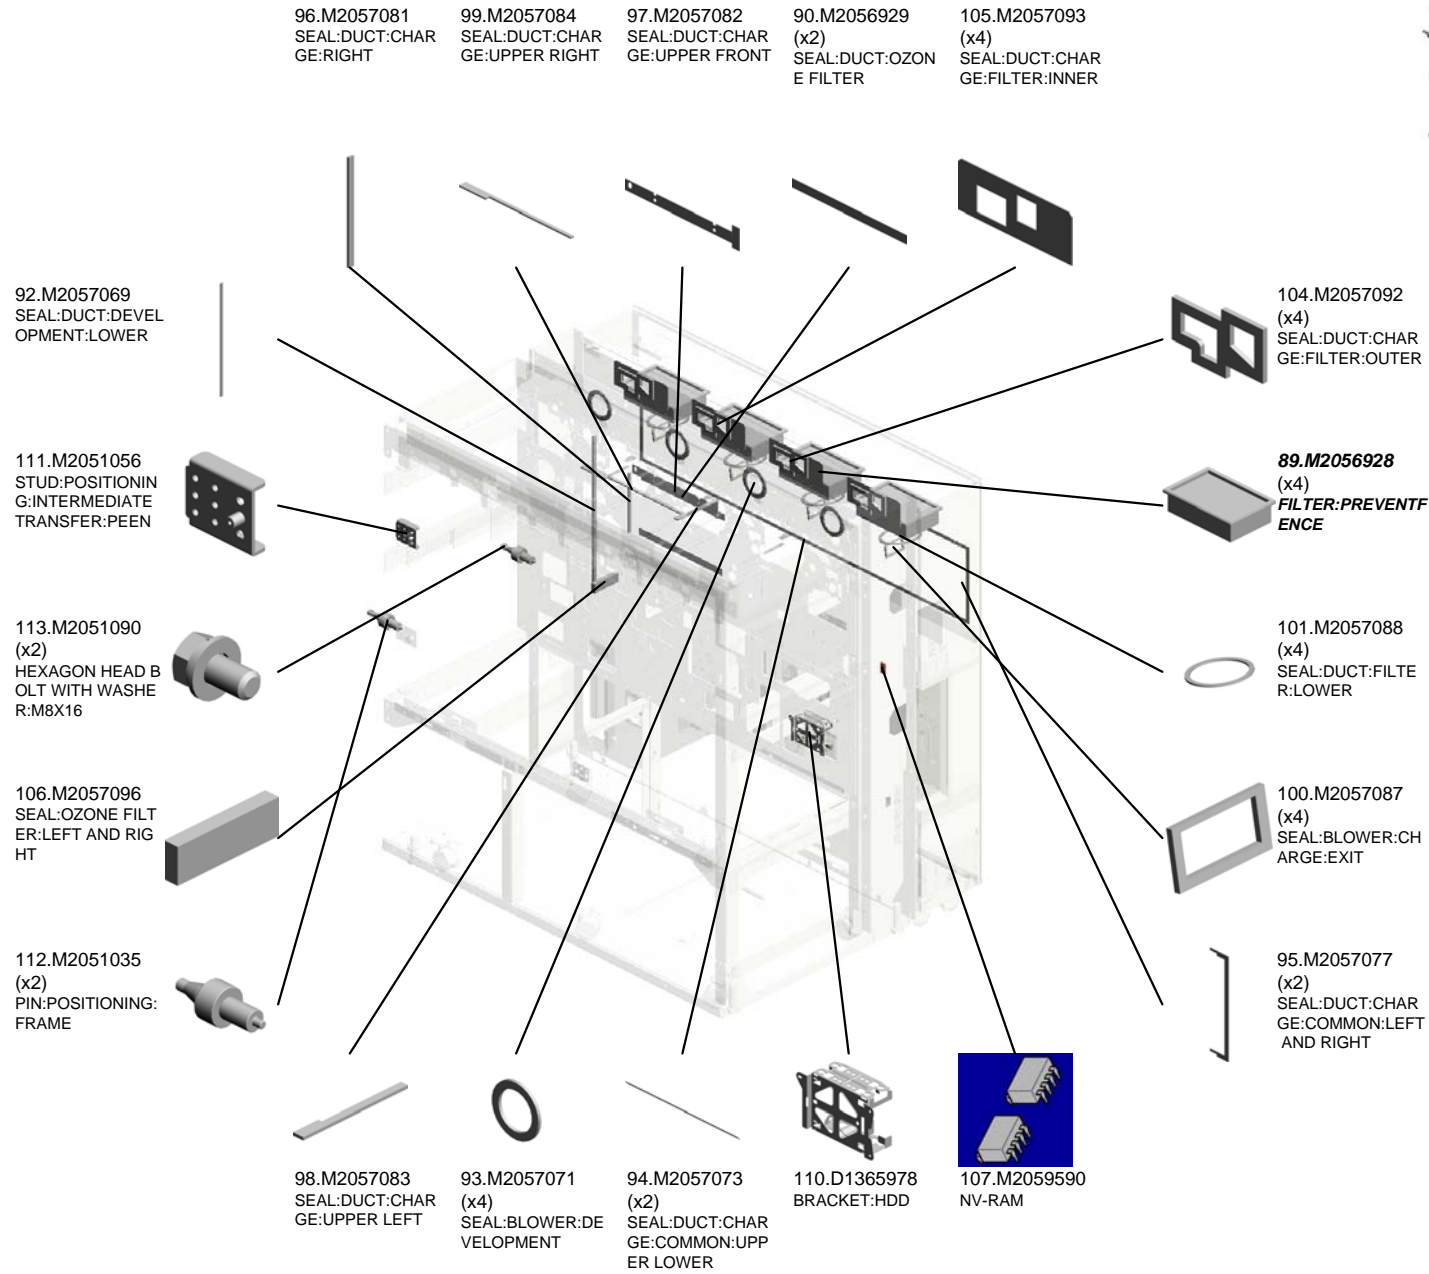 96.M2057081
SEAL:DUCT:CHAR
GE:RIGHT
99.M2057084
SEAL:DUCT:CHAR
GE:UPPER RIGHT
97.M2057082
SEAL:DUCT:CHAR
GE:UPPER FRONT
90.M2056929
(x2)
SEAL:DUCT:OZON
E FILTER
105.M2057093
(x4)
SEAL:DUCT:CHAR
GE:FILTER:INNER
92.M2057069
SEAL:DUCT:DEVEL
OPMENT:LOWER
104.M2057092
(x4)
SEAL:DUCT:CHAR
GE:FILTER:OUTER
111.M2051056
STUD:POSITIONIN
G:INTERMEDIATE
TRANSFER:PEEN
89.M2056928
(x4)
FILTER:PREVENTF
ENCE
113.M2051090
(x2)
HEXAGON HEAD B
OLT WITH WASHE
R:M8X16
101.M2057088
(x4)
SEAL:DUCT:FILTE
R:LOWER
106.M2057096
SEAL:OZONE FILT
ER:LEFT AND RIG
HT
100.M2057087
(x4)
SEAL:BLOWER:CH
ARGE:EXIT
112.M2051035
(x2)
PIN:POSITIONING:
FRAME
95.M2057077
(x2)
SEAL:DUCT:CHAR
GE:COMMON:LEFT
AND RIGHT
98.M2057083
SEAL:DUCT:CHAR
GE:UPPER LEFT
93.M2057071
(x4)
SEAL:BLOWER:DE
VELOPMENT
94.M2057073
(x2)
SEAL:DUCT:CHAR
GE:COMMON:UPP
ER LOWER
110.D1365978
BRACKET:HDD
107.M2059590
NV-RAM